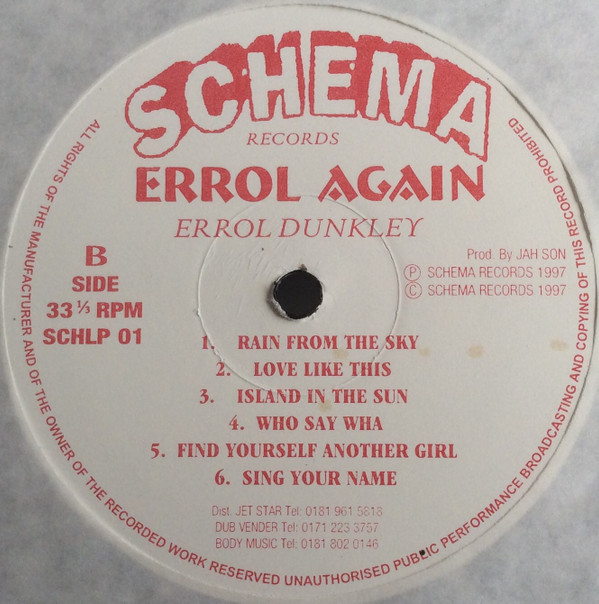 SCHEMA
RECORDS
ERROL AGAIN
ERROL DUNKLEY
B
SIDE
33 ⅓ RPM
SCHLP 01
Prod. By JAH SON
Ⓟ SCHEMA RECORDS 1997
© SCHEMA RECORDS 1997
1. RAIN FROM THE SKY
2. LOVE LIKE THIS
3. ISLAND IN THE SUN
4. WHO SAY WHA
5. FIND YOURSELF ANOTHER GIRL
6. SING YOUR NAME
Dist. JET STAR Tel: 0181 961 5818
DUB VENDER Tel: 0171 223 3757
BODY MUSIC Tel: 0181 802 0146
ALL RIGHTS OF THE MANUFACTURER AND OF THE OWNER OF THE RECORDED WORK RESERVED UNAUTHORISED PUBLIC PERFORMANCE BROADCASTING AND COPYING OF THIS RECORD PROHIBITED